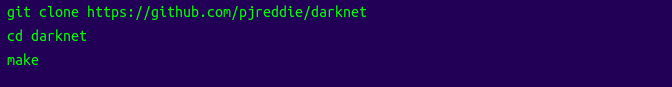 git clone https://github.com/pjreddie/darknet
cd darknet
make